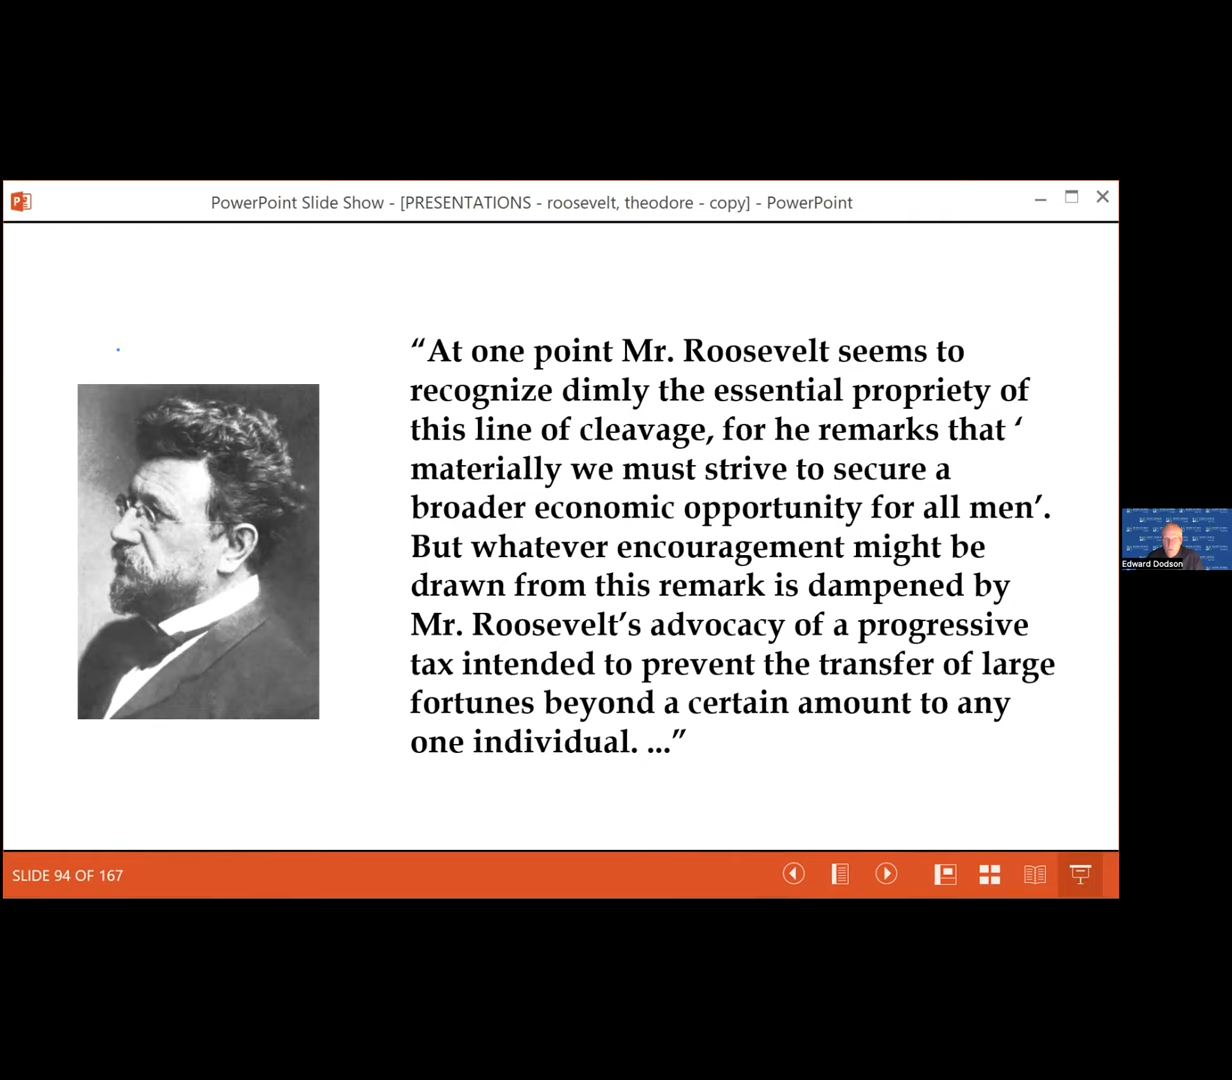 PowerPoint Slide Show - [PRESENTATIONS - roosevelt, theodore - copy] - PowerPoint
“At one point Mr. Roosevelt seems to
recognize dimly the essential propriety of
this line of cleavage, for he remarks that ‘
materially we must strive to secure a
broader economic opportunity for all men’.
But whatever encouragement might be
drawn from this remark is dampened by
Mr. Roosevelt’s advocacy of a progressive
tax intended to prevent the transfer of large
fortunes beyond a certain amount to any
one individual. ...”
Edward Dodson
SLIDE 94 OF 167